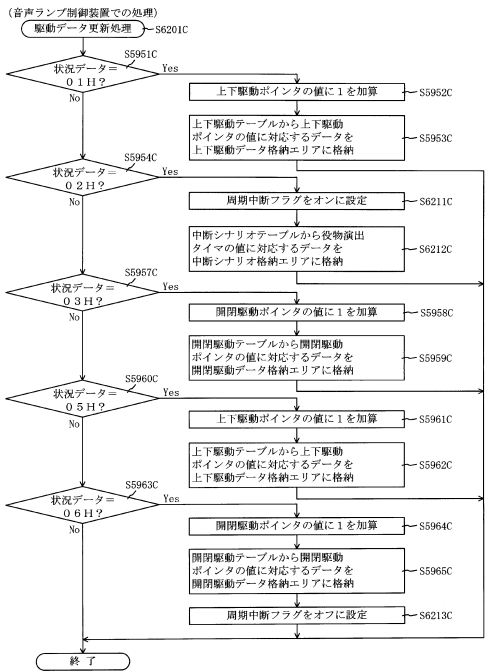 (音声ランプ制御装置での処理)
駆動データ更新処理
S6201C
S5951C
状況データ=
01H?
Yes
No
上下駆動ポインタの値に1を加算
S5952C
上下駆動テーブルから上下駆動
ポインタの値に対応するデータを
上下駆動データ格納エリアに格納
S5953C
S5954C
状況データ=
02H?
Yes
No
周期中断フラグをオンに設定
S6211C
中断シナリオテーブルから役物演出
タイマの値に対応するデータを
中断シナリオ格納エリアに格納
S6212C
S5957C
状況データ=
03H?
Yes
No
開閉駆動ポインタの値に1を加算
S5958C
開閉駆動テーブルから開閉駆動
ポインタの値に対応するデータを
開閉駆動データ格納エリアに格納
S5959C
S5960C
状況データ=
05H?
Yes
No
上下駆動ポインタの値に1を加算
S5961C
上下駆動テーブルから上下駆動
ポインタの値に対応するデータを
上下駆動データ格納エリアに格納
S5962C
S5963C
状況データ=
06H?
Yes
No
開閉駆動ポインタの値に1を加算
S5964C
開閉駆動テーブルから開閉駆動
ポインタの値に対応するデータを
開閉駆動データ格納エリアに格納
S5965C
周期中断フラグをオフに設定
S6213C
終了